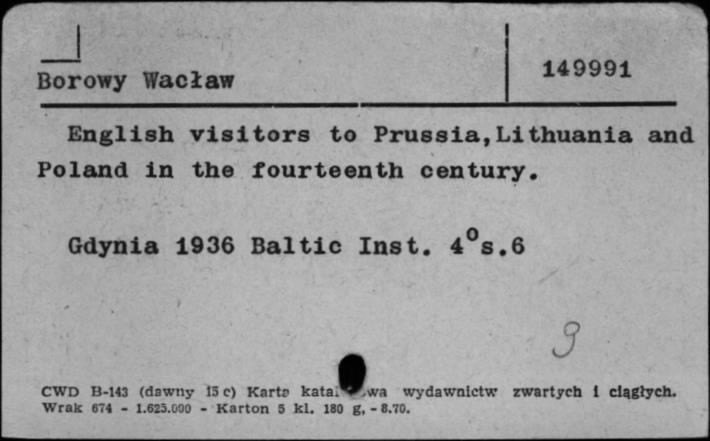 Borowy Wacław
149991
English visitors to Prussia,Lithuania and
Poland in the fourteenth century.
Gdynia 1936 Baltic Inst. 4°s.6
9
CWD B-143 (dawny 15 c) Karta wydawnictw zwartych i ciągłych.
Wrak 674 - 1.625.000 - Karton 5 kl. 180 g, - 8.70.